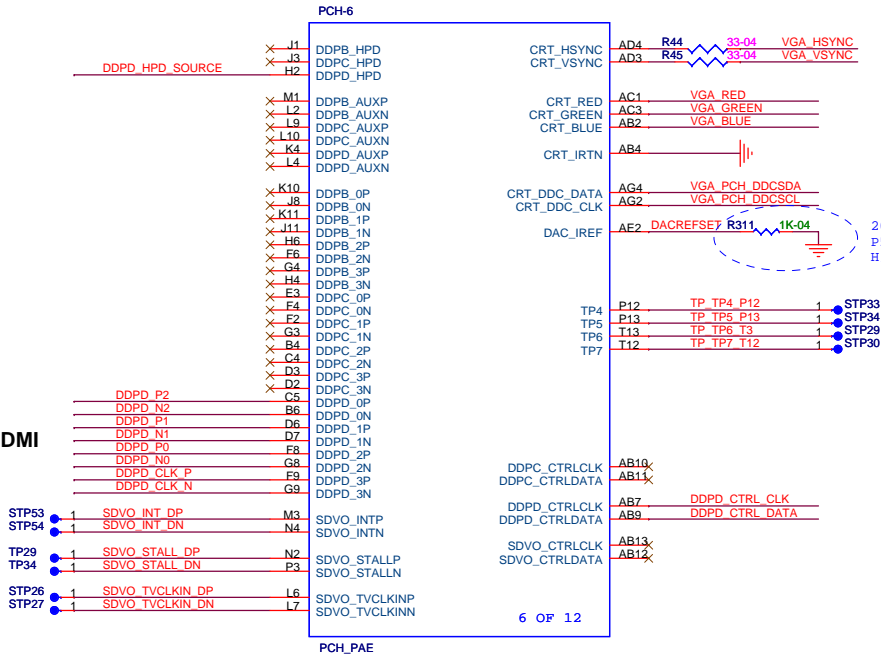 PCH-6
J1 DDPB_HPD
J3 DDPC_HPD
DDPD_HPD_SOURCE H2 DDPD_HPD
M1 DDPB_AUXP
L2 DDPB_AUXN
L9 DDPC_AUXP
L10 DDPC_AUXN
K4 DDPD_AUXP
L4 DDPD_AUXN
K10 DDPB_0P
J8 DDPB_0N
K11 DDPB_1P
J11 DDPB_1N
H6 DDPB_2P
F6 DDPB_2N
G4 DDPB_3P
H4 DDPB_3N
E3 DDPC_0P
F4 DDPC_0N
F2 DDPC_1P
G3 DDPC_1N
B4 DDPC_2P
C4 DDPC_2N
D3 DDPC_3P
D2 DDPC_3N
DDPD_P2 C5 DDPD_0P
DDPD_N2 B6 DDPD_0N
DDPD_P1 D6 DDPD_1P
DDPD_N1 D7 DDPD_1N
DMI
DDPD_P0 F8 DDPD_2P
DDPD_N0 G8 DDPD_2N
DDPD_CLK_P F9 DDPD_3P
DDPD_CLK_N G9 DDPD_3N
STP53 1 SDVO_INT_DP M3 SDVO_INTP
STP54 1 SDVO_INT_DN N4 SDVO_INTN
TP29 1 SDVO_STALL_DP N2 SDVO_STALLP
TP34 1 SDVO_STALL_DN P3 SDVO_STALLN
STP26 1 SDVO_TVCLKIN_DP L6 SDVO_TVCLKINP
STP27 1 SDVO_TVCLKIN_DN L7 SDVO_TVCLKINN
CRT_HSYNC AD4 R44 33-04 VGA_HSYNC
CRT_VSYNC AD3 R45 33-04 VGA_VSYNC
CRT_RED AC1 VGA_RED
CRT_GREEN AC3 VGA_GREEN
CRT_BLUE AB2 VGA_BLUE
CRT_IRTN AB4
CRT_DDC_DATA AG4 VGA_PCH_DDCSDA
CRT_DDC_CLK AG2 VGA_PCH_DDCSCL
DAC_IREF AE2 DACREFSET R311 1K-04
P
H
TP4 P12 TP_TP4_P12 1 STP33
TP5 P13 TP_TP5_P13 1 STP34
TP6 T13 TP_TP6_T3 1 STP29
TP7 T12 TP_TP7_T12 1 STP30
DDPC_CTRLCLK AB10
DDPC_CTRLDATA AB11
DDPD_CTRLCLK AB7 DDPD_CTRL_CLK
DDPD_CTRLDATA AB9 DDPD_CTRL_DATA
SDVO_CTRLCLK AB13
SDVO_CTRLDATA AB12
6 OF 12
PCH_PAE